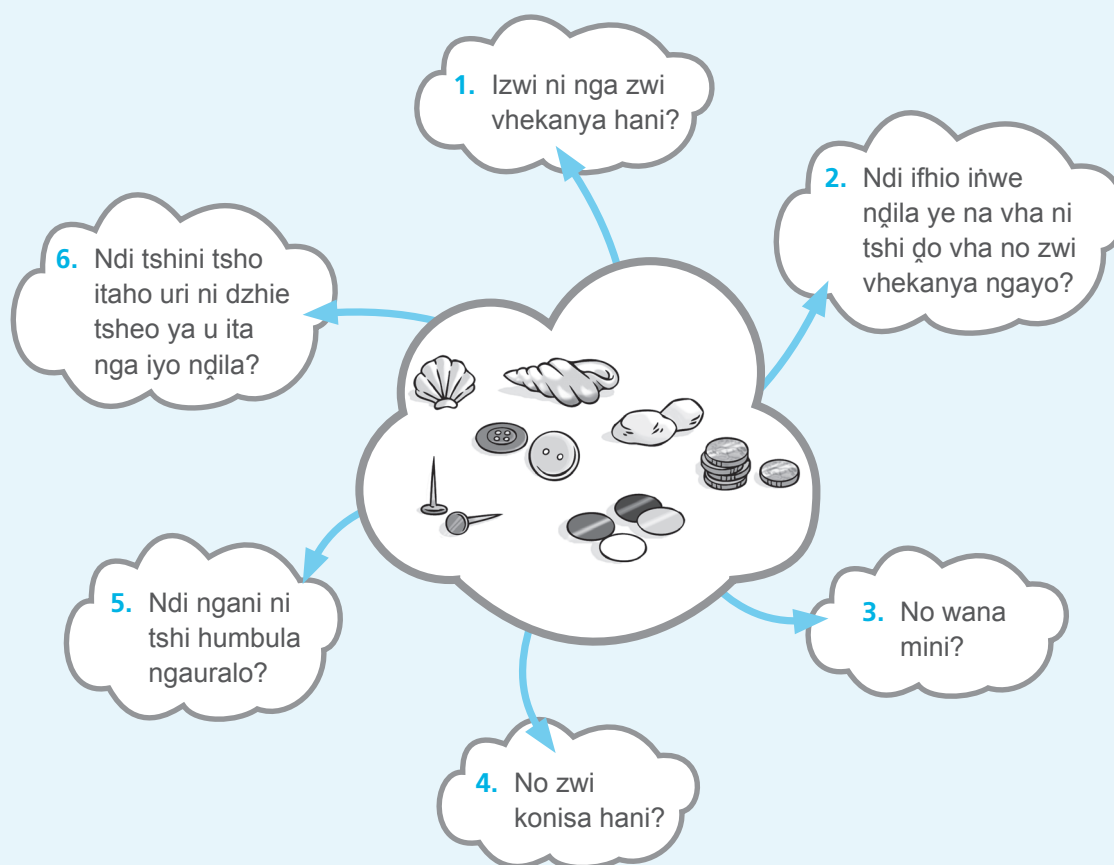 1. Izwi ni nga zwi
vhekanya hani?
2. Ndi ifhio iṅwe
nḓila ye na vha ni
tshi ḓo vha no zwi
vhekanya ngayo?
3. No wana
mini?
4. No zwi
konisa hani?
5. Ndi ngani ni
tshi humbula
ngauralo?
6. Ndi tshini tsho
itaho uri ni dzhie
tsheo ya u ita
nga iyo nḓila?